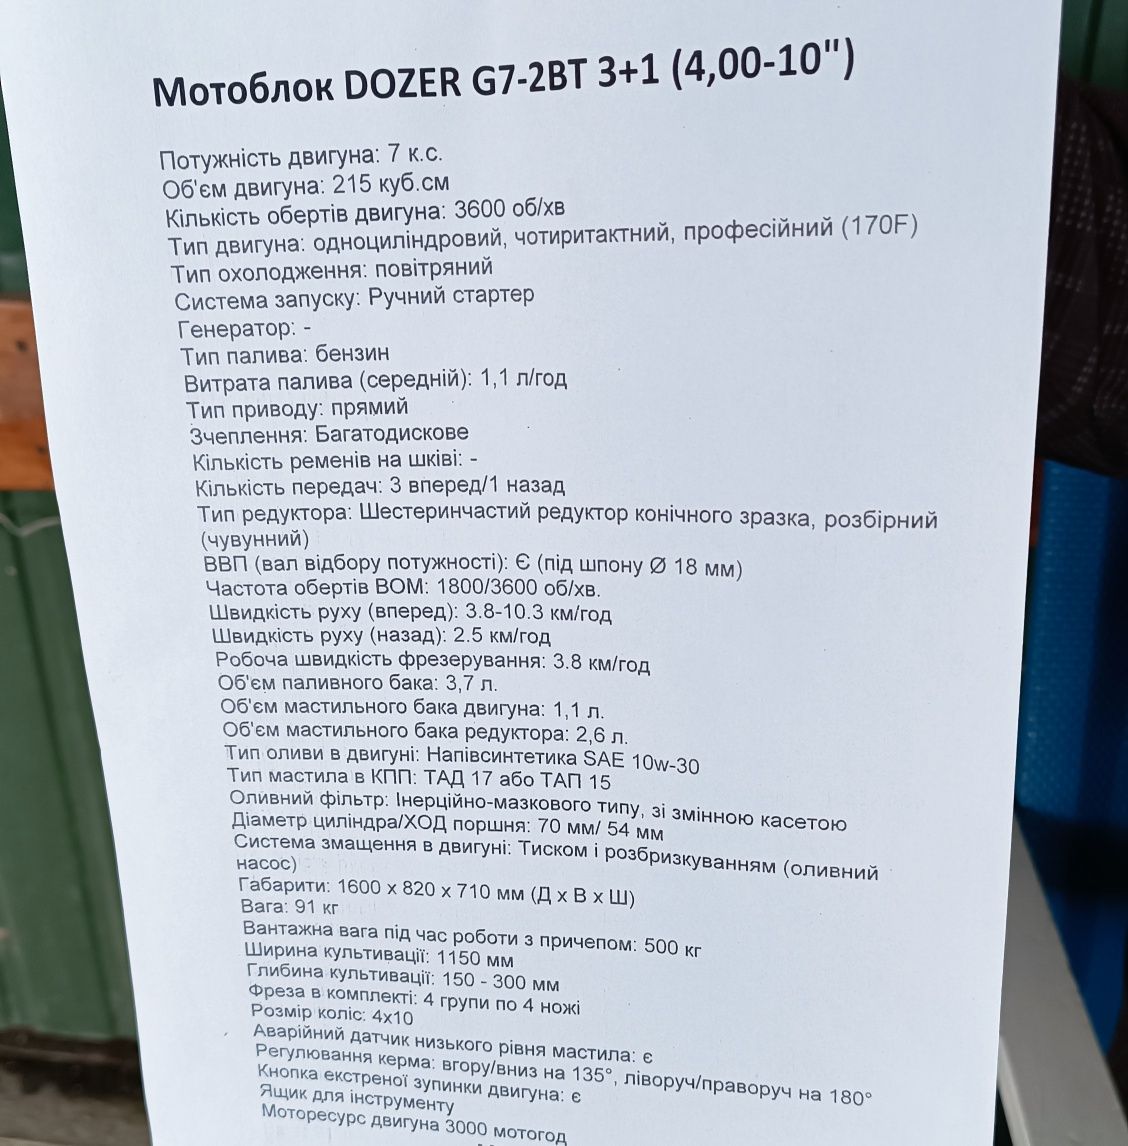 Мотоблок DOZER G7-2BT 3+1 (4,00-10")
Потужність двигуна: 7 к.с.
Об'єм двигуна: 215 куб.см
Кількість обертів двигуна: 3600 об/хв
Тип двигуна: одноциліндровий, чотиритактний, професійний (170F)
Тип охолодження: повітряний
Система запуску: Ручний стартер
Генератор: -
Тип палива: бензин
Витрата палива (середній): 1,1 л/год
Тип приводу: прямий
Зчеплення: Багатодискове
Кількість ременів на шківі: -
Кількість передач: 3 вперед/1 назад
Тип редуктора: Шестеринчастий редуктор конічного зразка, розбірний
(чувунний)
ВВП (вал відбору потужності): Є (під шпону Ø 18 мм)
Частота обертів ВОМ: 1800/3600 об/хв.
Швидкість руху (вперед): 3.8-10.3 км/год
Швидкість руху (назад): 2.5 км/год
Робоча швидкість фрезерування: 3.8 км/год
Об'єм паливного бака: 3,7 л.
Об'єм мастильного бака двигуна: 1,1 л.
Об'єм мастильного бака редуктора: 2,6 л.
Тип оливи в двигуні: Напівсинтетика SAE 10w-30
Тип мастила в КПП: ТАД 17 або ТАП 15
Оливний фільтр: Інерційно-мазкового типу, зі змінною касетою
Діаметр циліндра/ХОД поршня: 70 мм/ 54 мм
Система змащення в двигуні: Тиском і розбризкуванням (оливний
насос)
Габарити: 1600 х 820 х 710 мм (Д х В х Ш)
Вага: 91 кг
Вантажна вага під час роботи з причепом: 500 кг
Ширина культивації: 1150 мм
Глибина культивації: 150 - 300 мм
Фреза в комплекті: 4 групи по 4 ножі
Розмір коліс: 4х10
Аварійний датчик низького рівня мастила: є
Регулювання керма: вгору/вниз на 135°, ліворуч/праворуч на 180°
Кнопка екстреної зупинки двигуна: є
Ящик для інструменту
Моторесурс двигуна 3000 мотогод